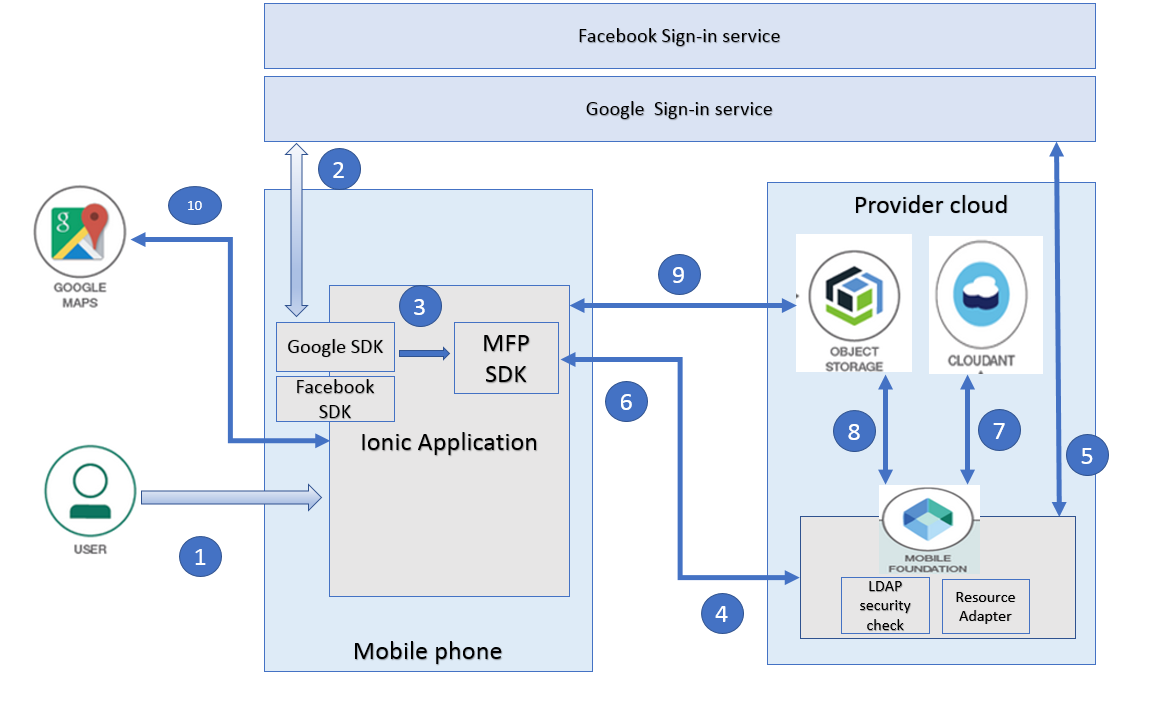 Facebook Sign-in service
Google  Sign-in service
2
10
Provider cloud
GOOGLE
MAPS
9
3
OBJECT
STORAGE
CLOUDANT
Google SDK
MFP
SDK
Facebook
SDK
6
8
7
5
Ionic Application
USER
1
MOBILE
FOUNDATION
LDAP
security
check
Resource
Adapter
4
Mobile phone